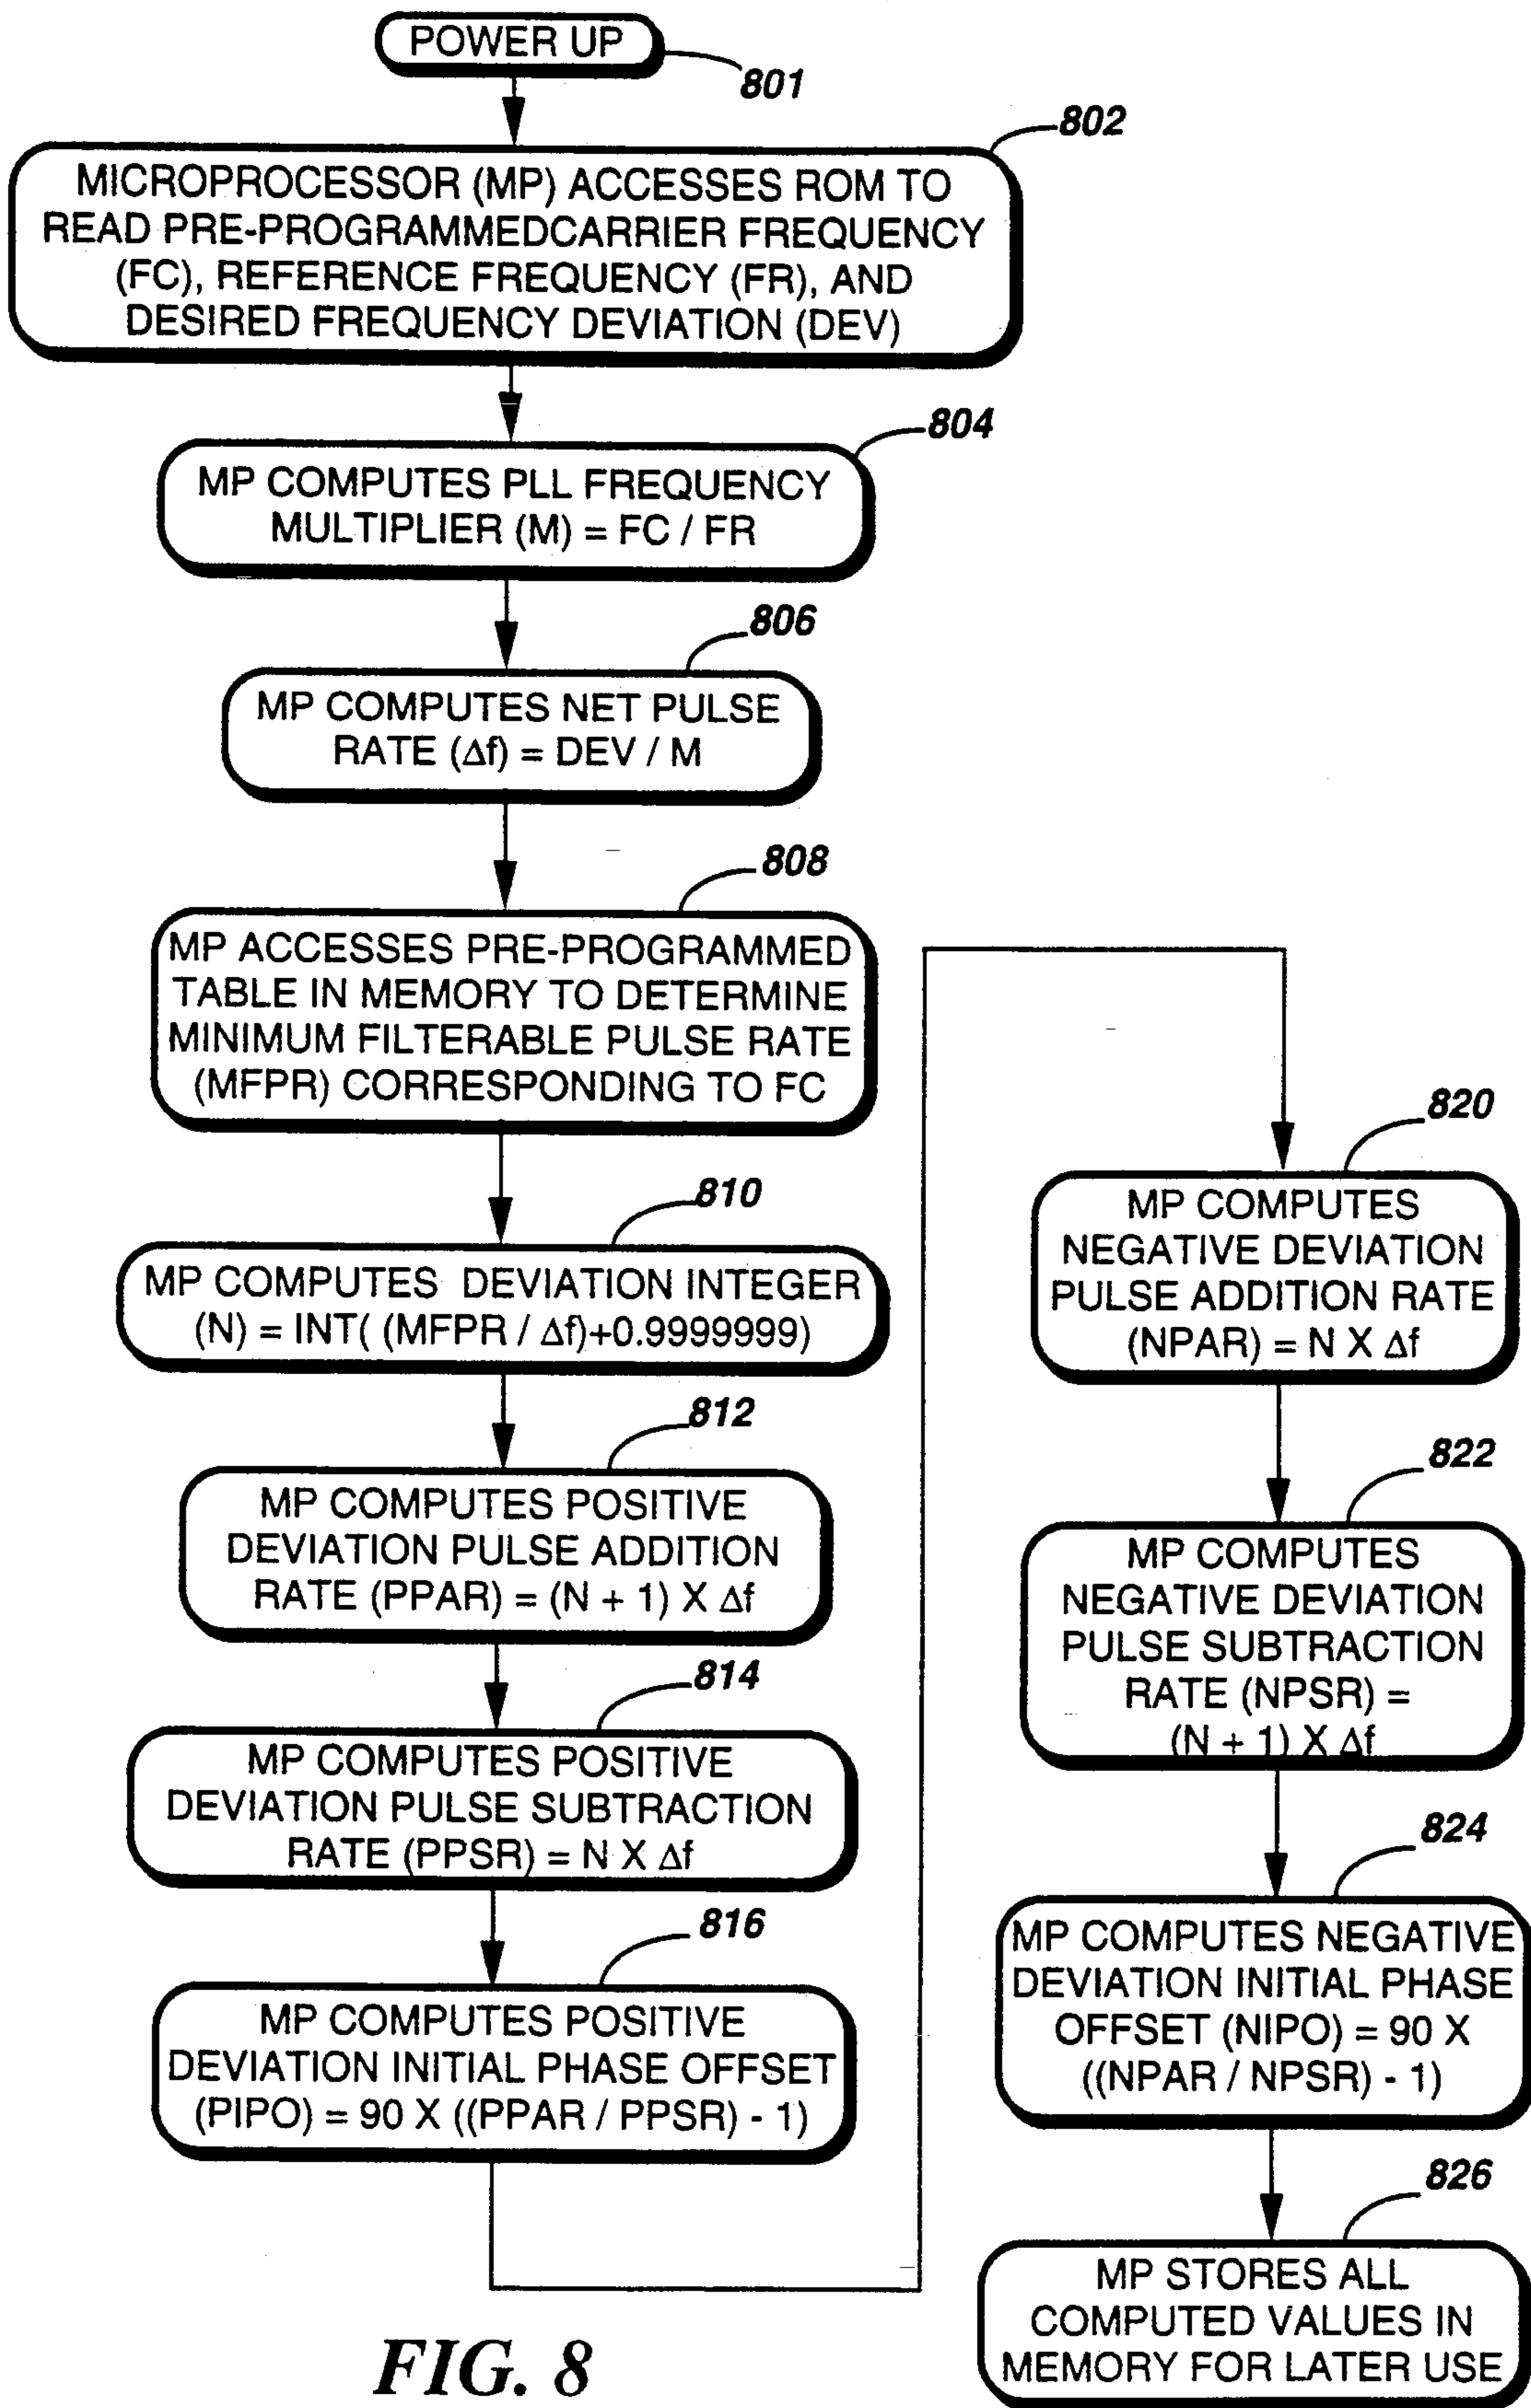 POWER UP
801
802
MICROPROCESSOR (MP) ACCESSES ROM TO
READ PRE-PROGRAMMEDCARRIER FREQUENCY
(FC), REFERENCE FREQUENCY (FR), AND
DESIRED FREQUENCY DEVIATION (DEV)
804
MP COMPUTES PLL FREQUENCY
MULTIPLIER (M) = FC / FR
806
MP COMPUTES NET PULSE
RATE (Δf) = DEV / M
808
MP ACCESSES PRE-PROGRAMMED
TABLE IN MEMORY TO DETERMINE
MINIMUM FILTERABLE PULSE RATE
(MFPR) CORRESPONDING TO FC
810
MP COMPUTES DEVIATION INTEGER
(N) = INT( (MFPR / Δf)+0.9999999)
812
MP COMPUTES POSITIVE
DEVIATION PULSE ADDITION
RATE (PPAR) = (N + 1) X Δf
814
MP COMPUTES POSITIVE
DEVIATION PULSE SUBTRACTION
RATE (PPSR) = N X Δf
816
MP COMPUTES POSITIVE
DEVIATION INITIAL PHASE OFFSET
(PIPO) = 90 X ((PPAR / PPSR) - 1)
820
MP COMPUTES
NEGATIVE DEVIATION
PULSE ADDITION RATE
(NPAR) = N X Δf
822
MP COMPUTES
NEGATIVE DEVIATION
PULSE SUBTRACTION
RATE (NPSR) =
(N + 1) X Δf
824
MP COMPUTES NEGATIVE
DEVIATION INITIAL PHASE
OFFSET (NIPO) = 90 X
((NPAR / NPSR) - 1)
826
MP STORES ALL
COMPUTED VALUES IN
MEMORY FOR LATER USE
FIG. 8